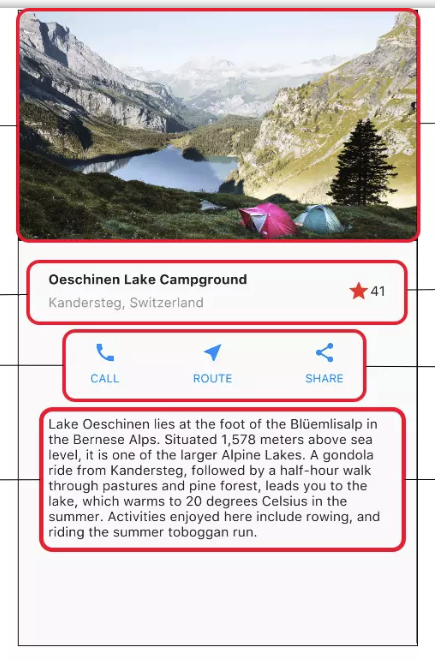 Oeschinen Lake Campground
Kandersteg, Switzerland
41
CALL
ROUTE
SHARE
Lake Oeschinen lies at the foot of the Blüemlisalp in
the Bernese Alps. Situated 1,578 meters above sea
level, it is one of the larger Alpine Lakes. A gondola
ride from Kandersteg, followed by a half-hour walk
through pastures and pine forest, leads you to the
lake, which warms to 20 degrees Celsius in the
summer. Activities enjoyed here include rowing, and
riding the summer toboggan run.